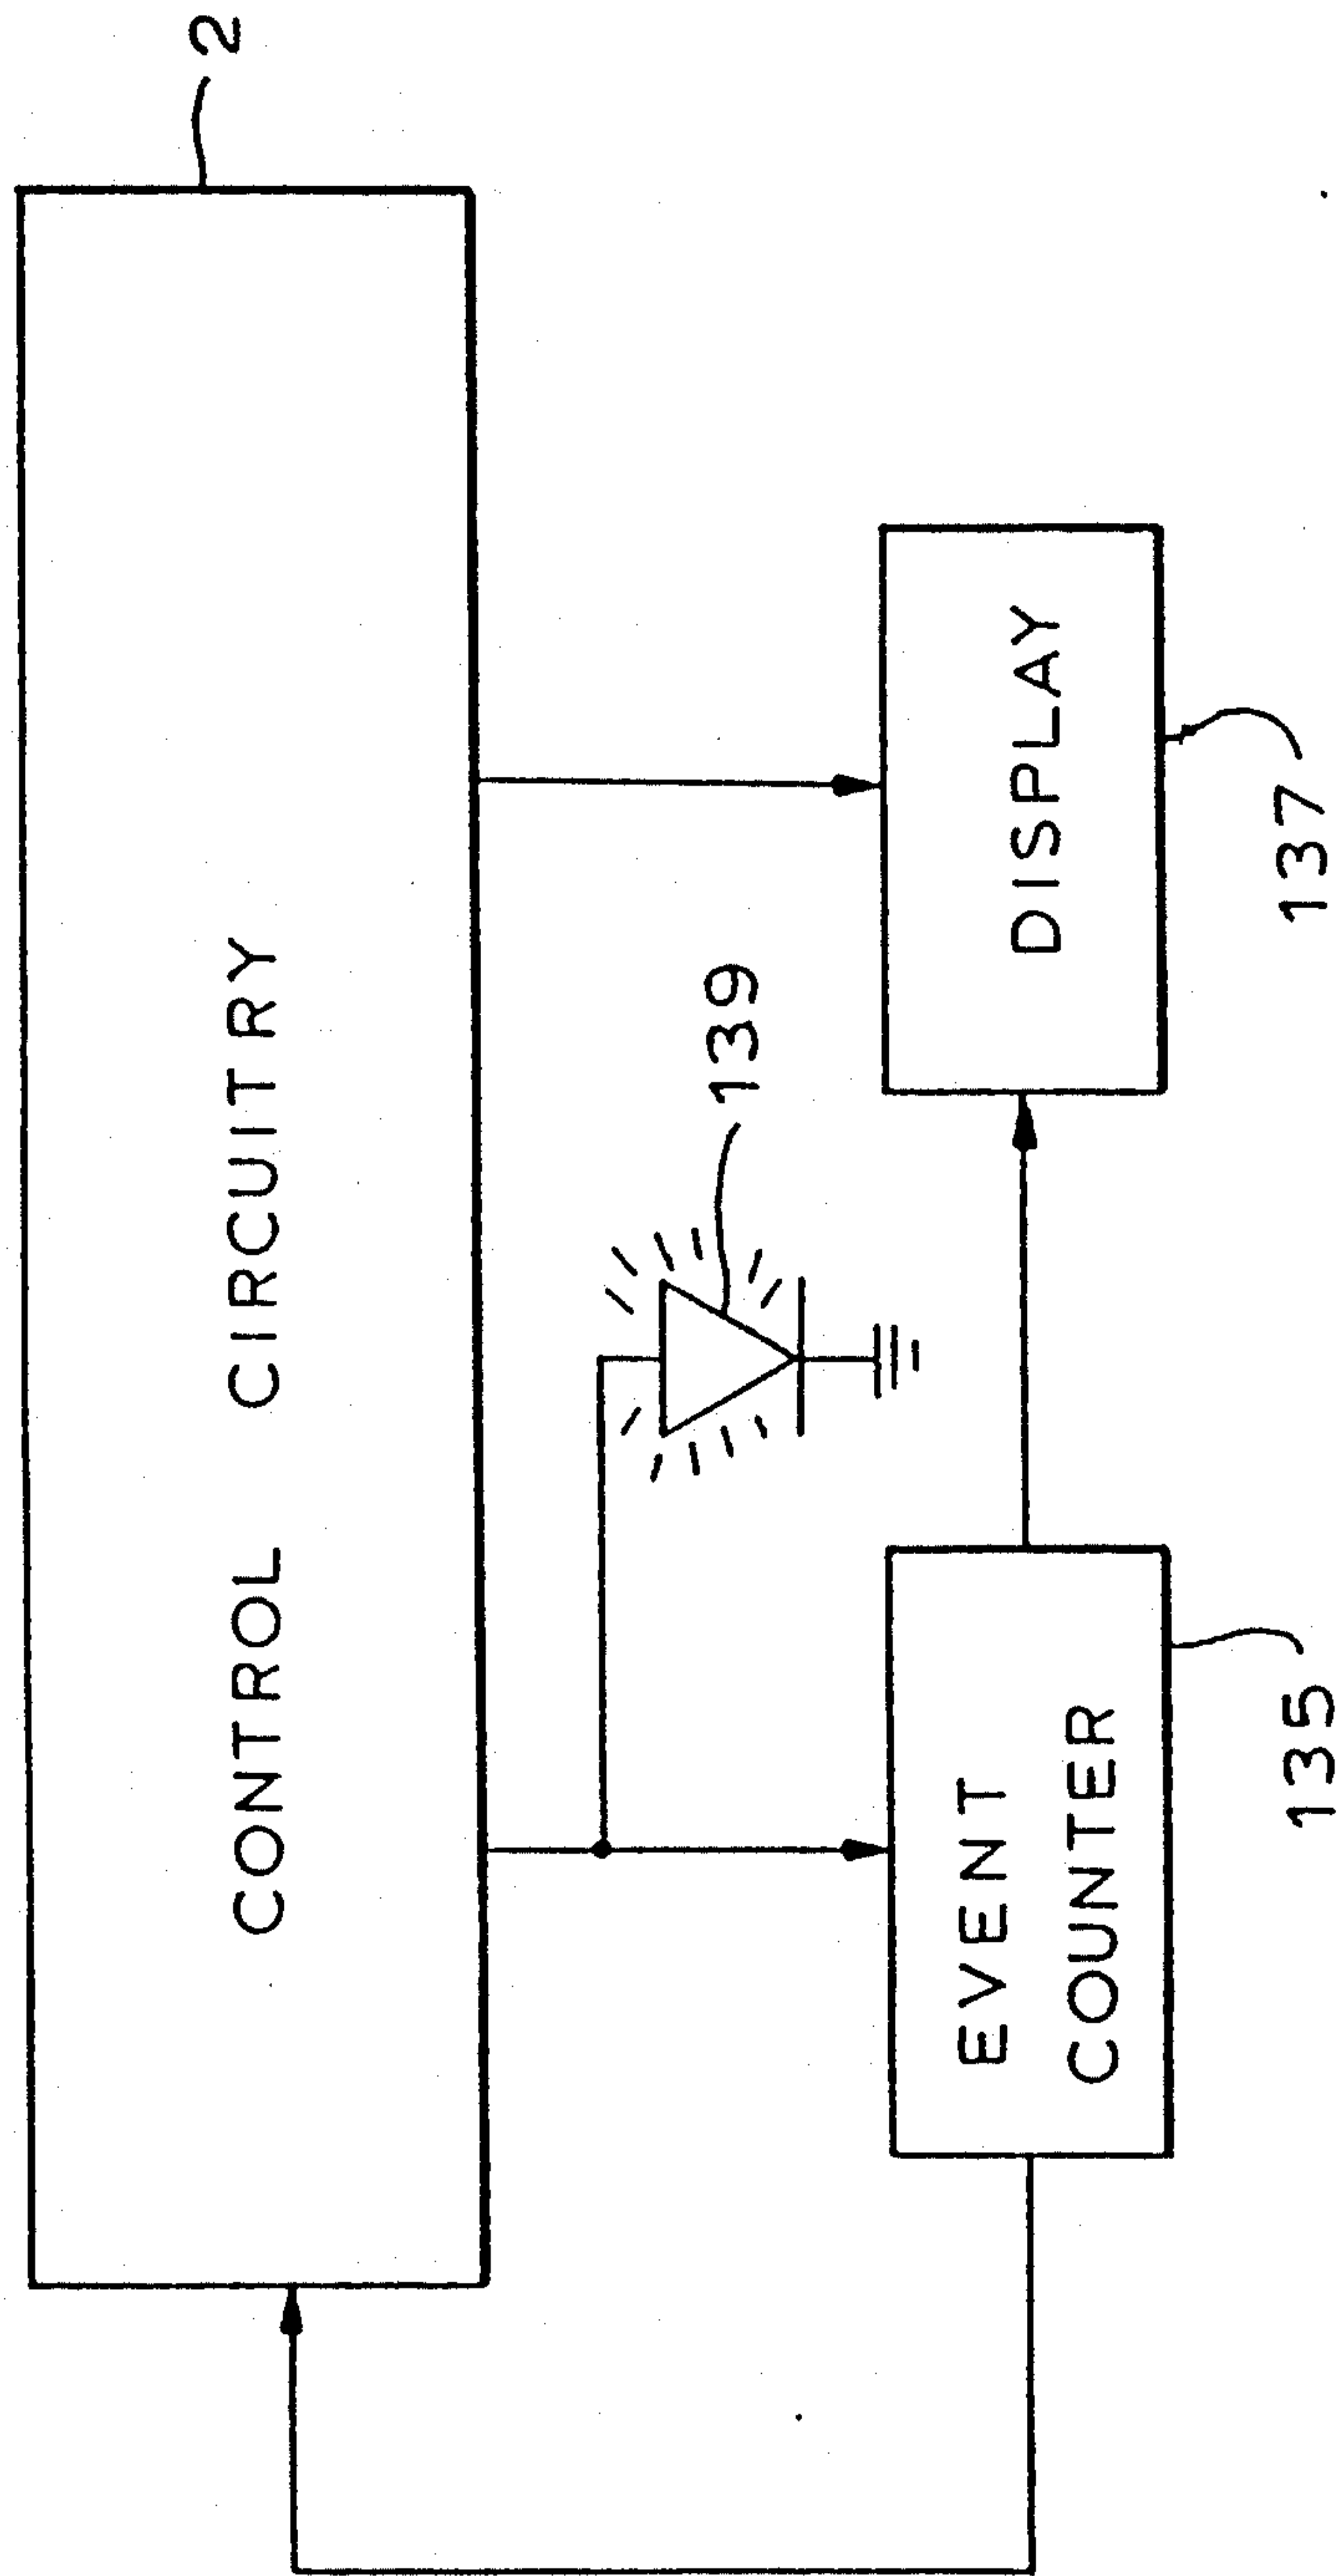 2
CONTROL CIRCUITRY
139
EVENT
COUNTER
DISPLAY
135
137